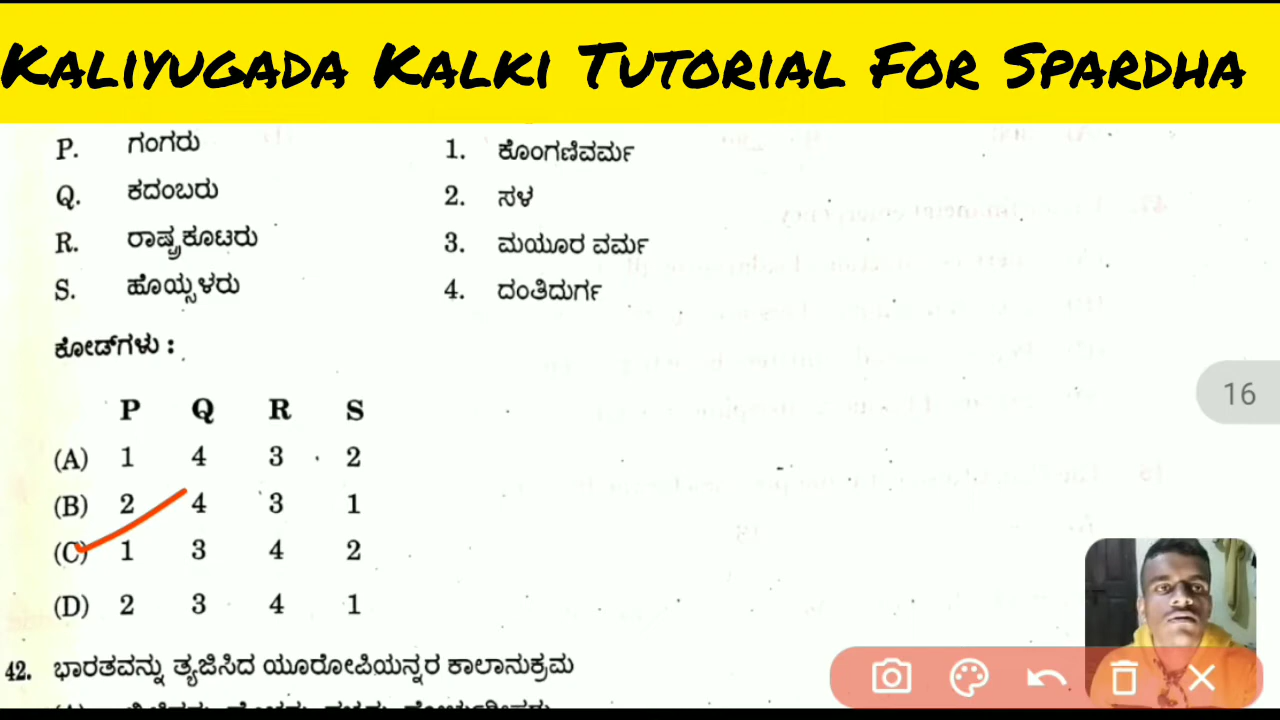 KALIYUGADA KALKI TUTORIAL FOR SPARDHA
P. ಗಂಗರು 1. ಕೊಂಗಣಿವರ್ಮ
Q. ಕದಂಬರು 2. ಸಳ
R. ರಾಷ್ಟ್ರಕೂಟರು 3. ಮಯೂರ ವರ್ಮ
S. ಹೊಯ್ಸಳರು 4. ದಂತಿದುರ್ಗ
ಕೋಡ್‌ಗಳು :
16
P Q R S
(A) 1 4 3 2
(B) 2 4 3 1
(C) 1 3 4 2
(D) 2 3 4 1
42. ಭಾರತವನ್ನು ತ್ಯಜಿಸಿದ ಯೂರೋಪಿಯನ್ನರ ಕಾಲಾನುಕ್ರಮ